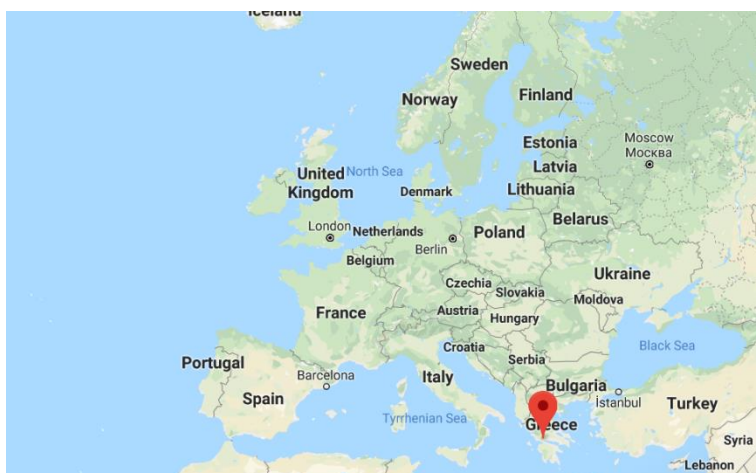 Iceland
Sweden
Norway
Finland
Estonia
Moscow
Москва
Latvia
United
Kingdom
North Sea
Denmark
Lithuania
Belarus
London
Netherlands
Berlin
Poland
Belgium
Ukraine
Czechia
Slovakia
Moldova
France
Austria
Hungary
Croatia
Serbia
Black Sea
Portugal
Barcelona
Italy
Bulgaria
İstanbul
Spain
Tyrrhenian Sea
Greece
Turkey
Syria
Lebanon